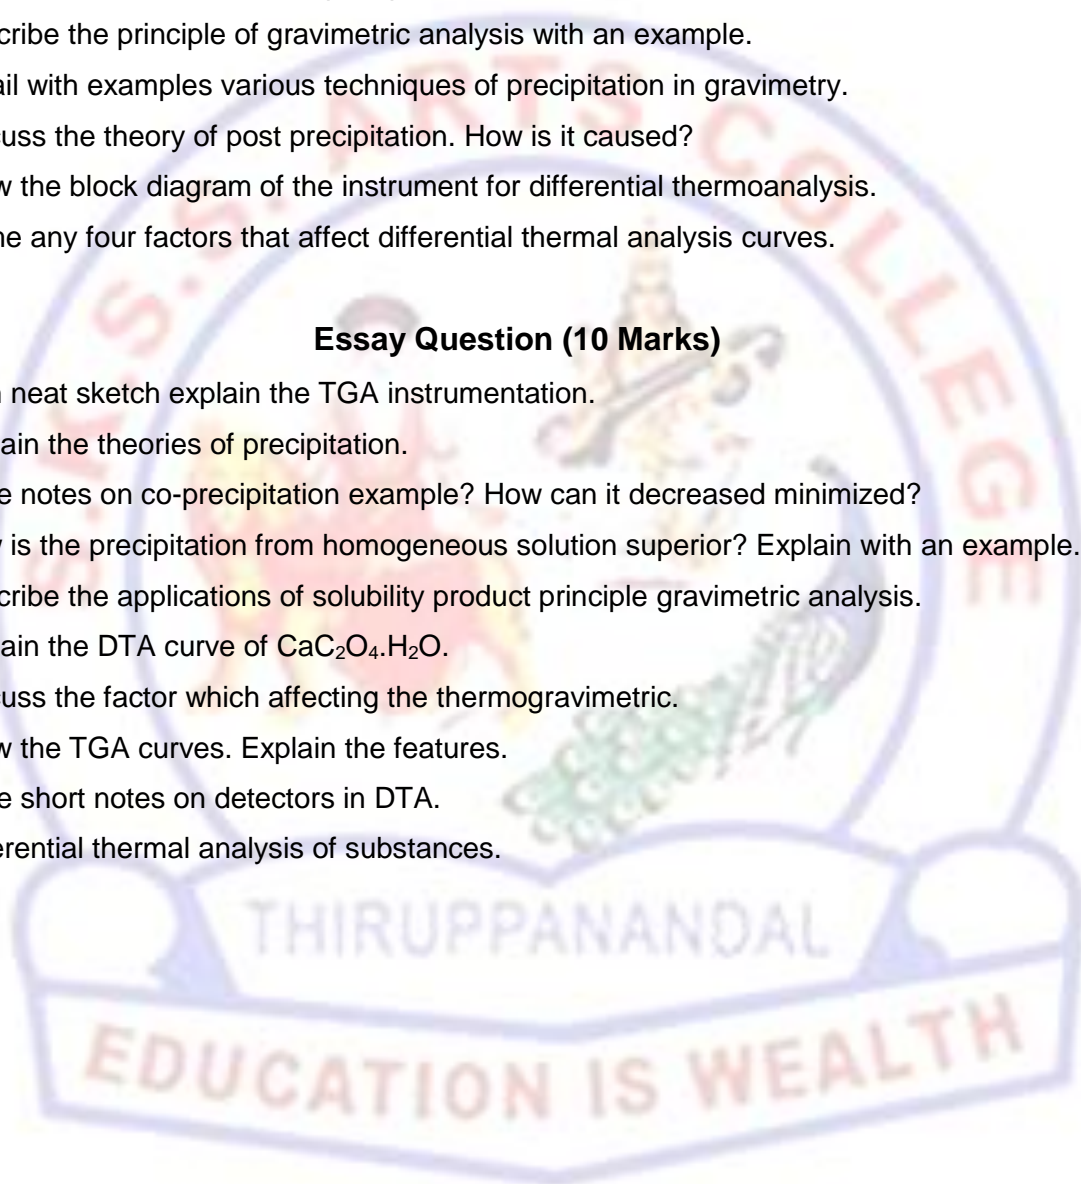 cribe the principle of gravimetric analysis with an example.
ail with examples various techniques of precipitation in gravimetry.
uss the theory of post precipitation. How is it caused?
w the block diagram of the instrument for differential thermoanalysis.
ne any four factors that affect differential thermal analysis curves.
Essay Question (10 Marks)
n neat sketch explain the TGA instrumentation.
ain the theories of precipitation.
e notes on co-precipitation example? How can it decreased minimized?
v is the precipitation from homogeneous solution superior? Explain with an example.
cribe the applications of solubility product principle gravimetric analysis.
ain the DTA curve of CaC₂O₄.H₂O.
uss the factor which affecting the thermogravimetric.
w the TGA curves. Explain the features.
e short notes on detectors in DTA.
erential thermal analysis of substances.
S.K.S.S. ARTS COLLEGE
THIRUPPANANDAL
EDUCATION IS WEALTH